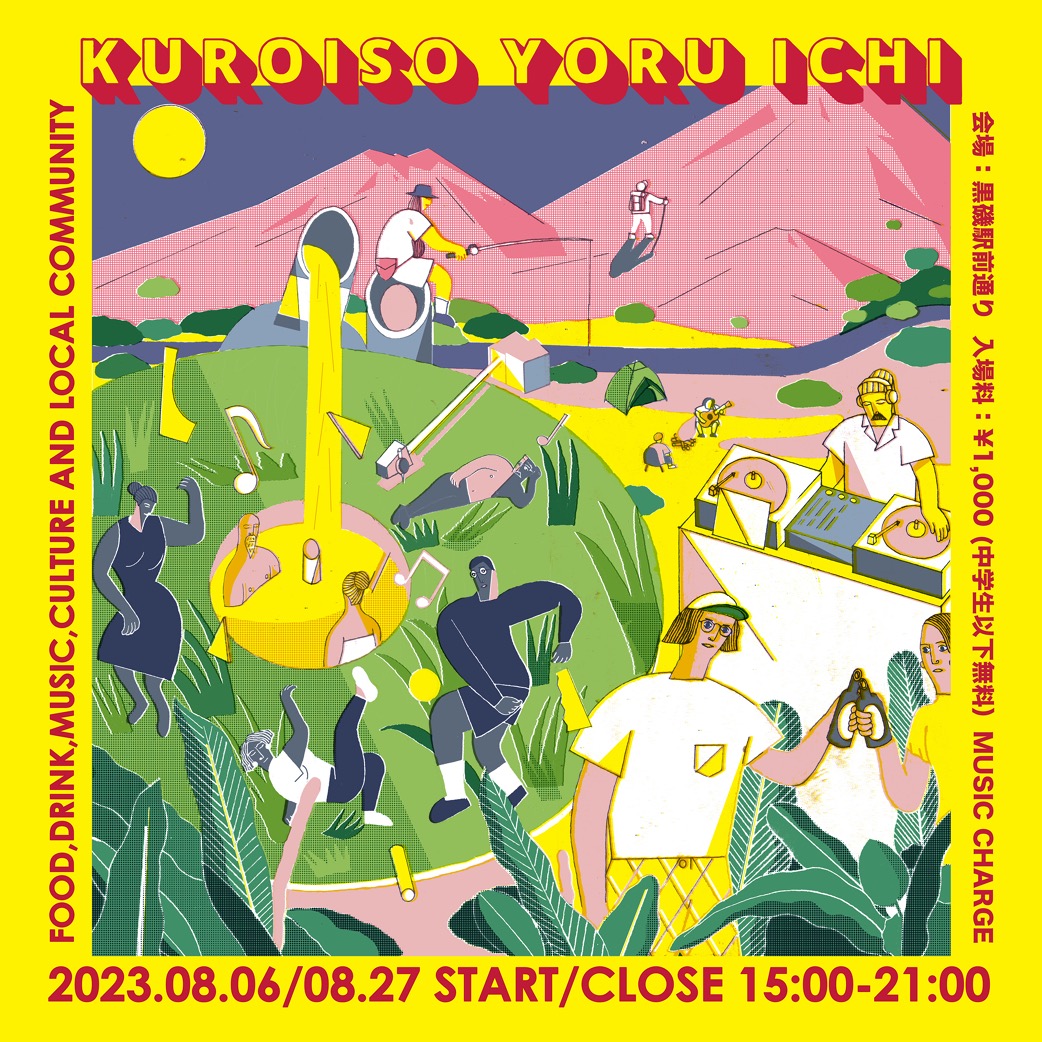 KUROISO YORU ICHI
FOOD,DRINK,MUSIC,CULTURE AND LOCAL COMMUNITY
会場：黒磯駅前通り 入場料：¥1,000（中学生以下無料）MUSIC CHARGE
2023.08.06/08.27 START/CLOSE 15:00-21:00